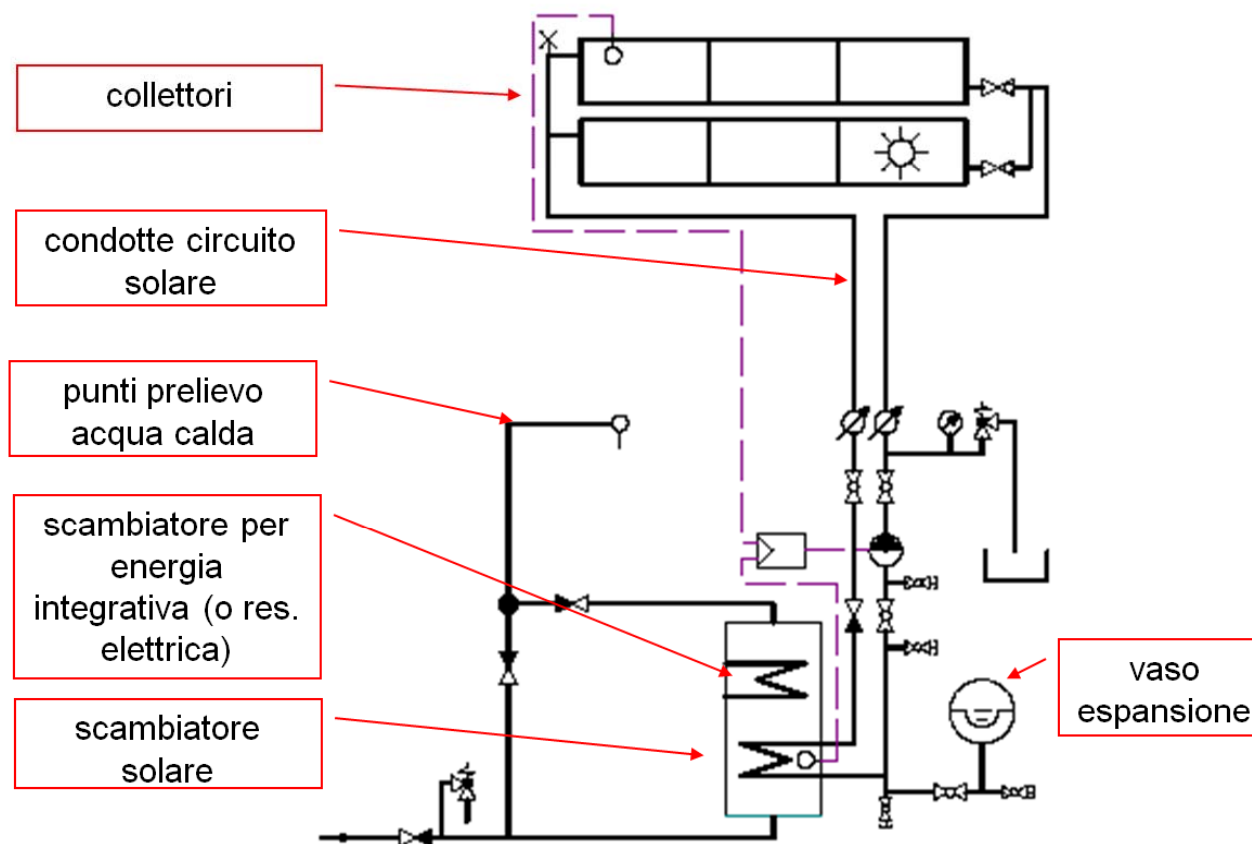 collettori
condotte circuito
solare
punti prelievo
acqua calda
scambiatore per
energia
integrativa (o res.
elettrica)
scambiatore
solare
vaso
espansione